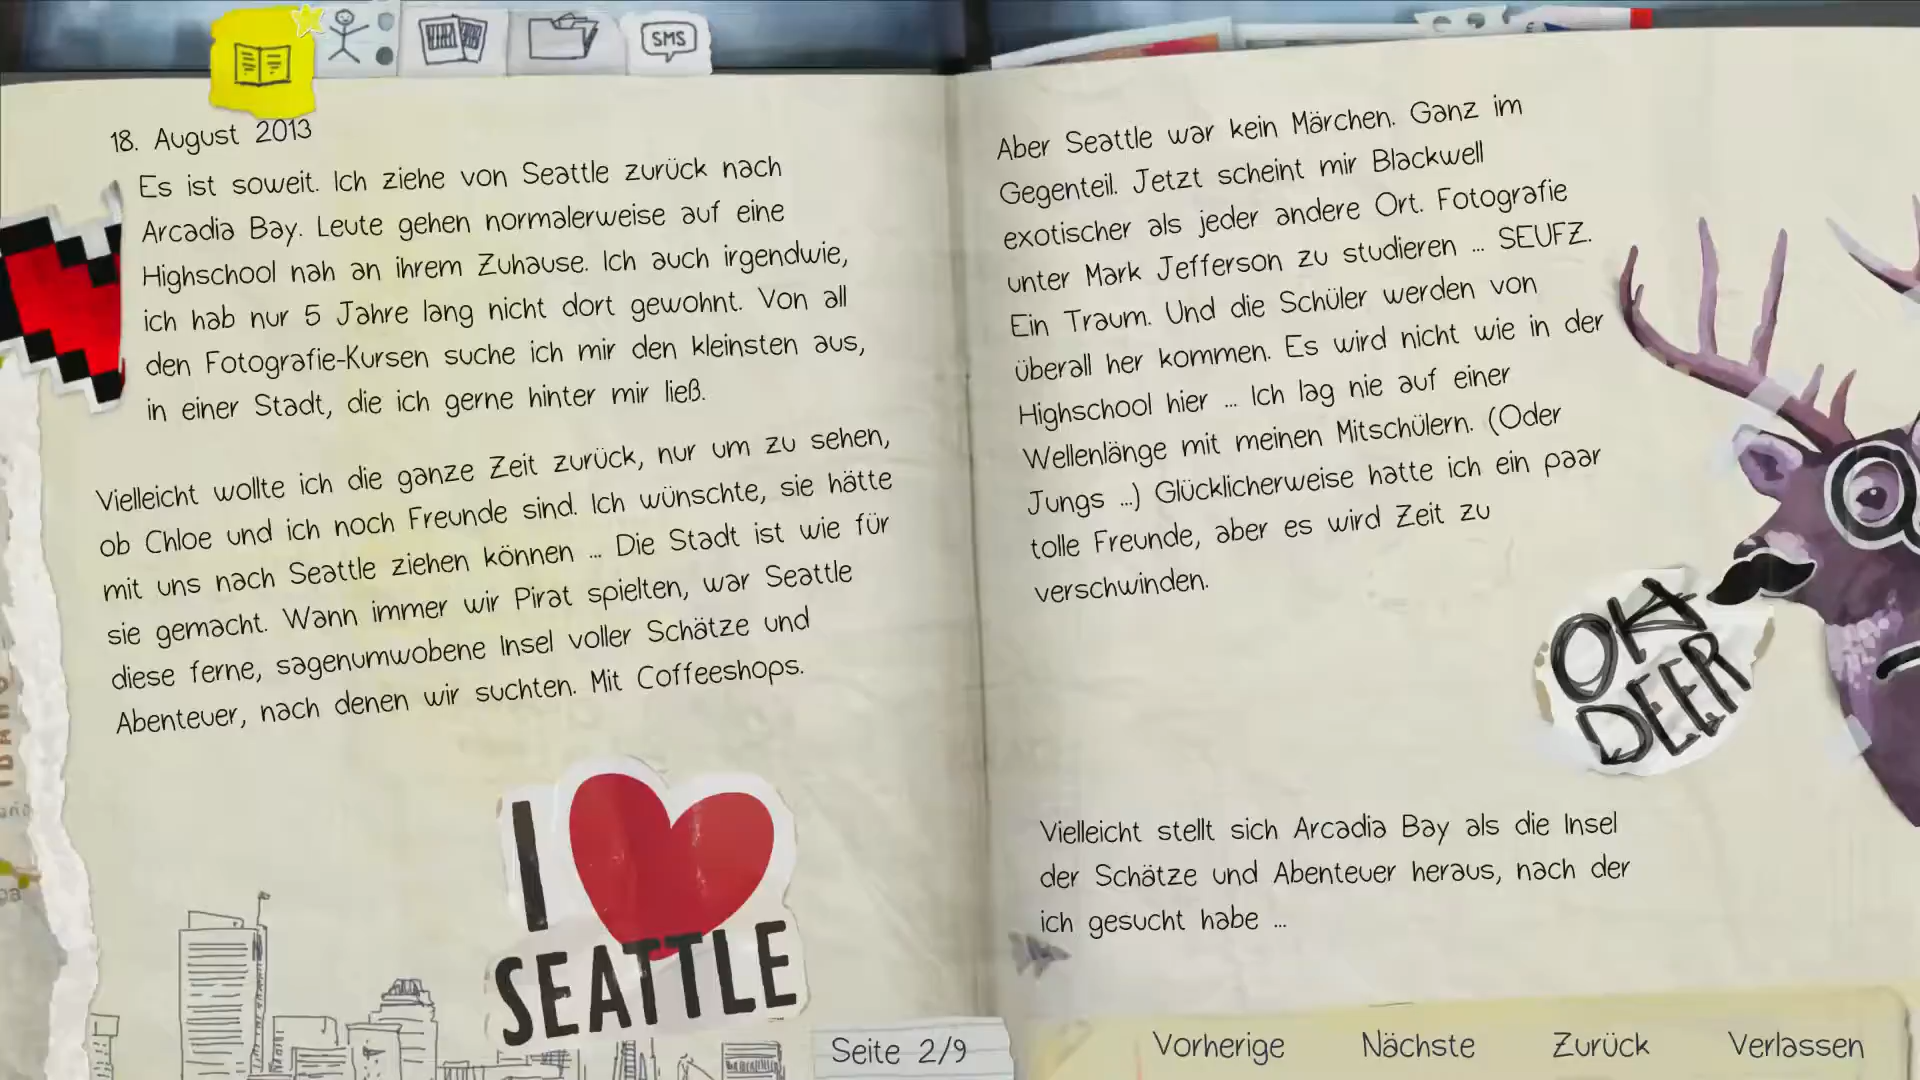 SMS
18. August 2013
Es ist soweit. Ich ziehe von Seattle zurück nach
Arcadia Bay. Leute gehen normalerweise auf eine
Highschool nah an ihrem Zuhause. Ich auch irgendwie,
ich hab nur 5 Jahre lang nicht dort gewohnt. Von all
den Fotografie-Kursen suche ich mir den kleinsten aus,
in einer Stadt, die ich gerne hinter mir ließ.
Vielleicht wollte ich die ganze Zeit zurück, nur um zu sehen,
ob Chloe und ich noch Freunde sind. Ich wünschte, sie hätte
mit uns nach Seattle ziehen können ... Die Stadt ist wie für
sie gemacht. Wann immer wir Pirat spielten, war Seattle
diese ferne, sagenumwobene Insel voller Schätze und
Abenteuer, nach denen wir suchten. Mit Coffeeshops.
I
SEATTLE
Aber Seattle war kein Märchen. Ganz im
Gegenteil. Jetzt scheint mir Blackwell
exotischer als jeder andere Ort. Fotografie
unter Mark Jefferson zu studieren ... SEUFZ.
Ein Traum. Und die Schüler werden von
überall her kommen. Es wird nicht wie in der
Highschool hier ... Ich lag nie auf einer
Wellenlänge mit meinen Mitschülern. (Oder
Jungs ...) Glücklicherweise hatte ich ein paar
tolle Freunde, aber es wird Zeit zu
verschwinden.
OH
DEER
Vielleicht stellt sich Arcadia Bay als die Insel
der Schätze und Abenteuer heraus, nach der
ich gesucht habe ...
Seite 2/9
Vorherige Nächste Zurück Verlassen